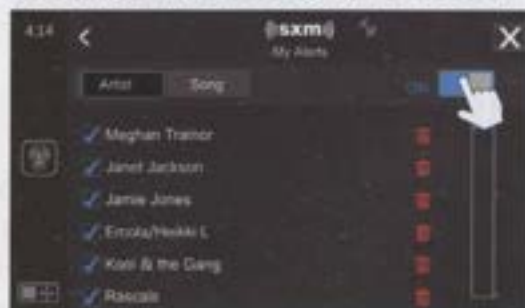 4:14
((sxm))
My Alerts
Artist Song ON
Meghan Trainor
Janet Jackson
Jamie Jones
Kool & the Gang
Rascals